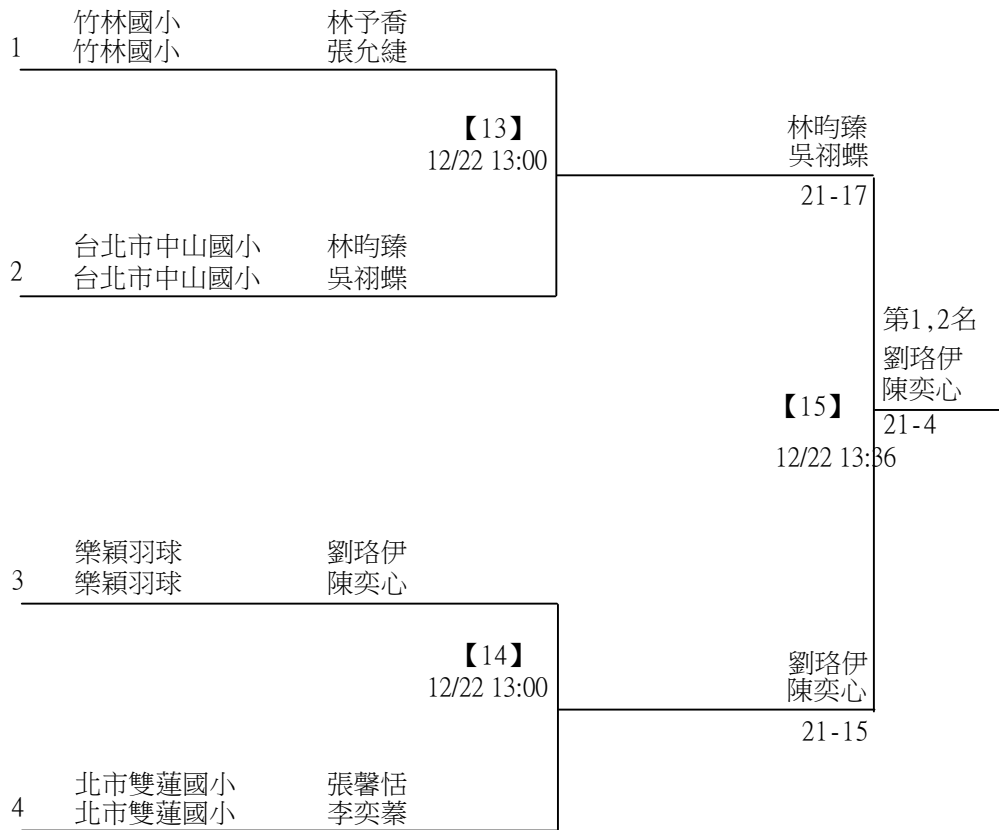 1 竹林國小 林予喬
竹林國小 張允緁
【13】
12/22 13:00
林昀臻
吳栩蝶
21-17
台北市中山國小 林昀臻
2 台北市中山國小 吳栩蝶
第1,2名
劉珞伊
陳奕心
【15】
21-4
12/22 13:36
樂穎羽球 劉珞伊
3 樂穎羽球 陳奕心
【14】
12/22 13:00
劉珞伊
陳奕心
21-15
北市雙蓮國小 張馨恬
4 北市雙蓮國小 李奕蓁